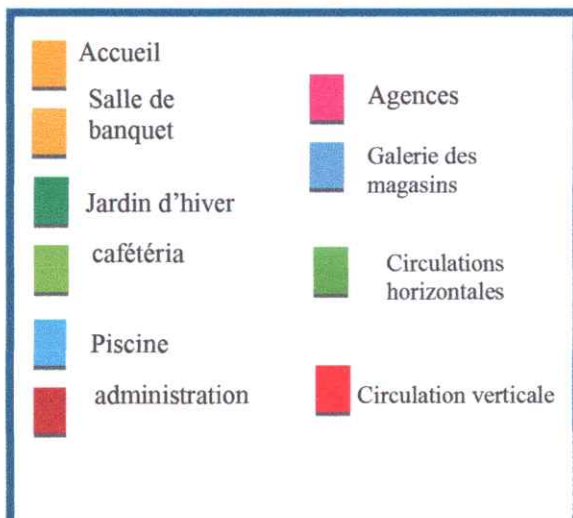 Accueil
Salle de
banquet
Jardin d’hiver
cafétéria
Piscine
administration
Agences
Galerie des
magasins
Circulations
horizontales
Circulation verticale